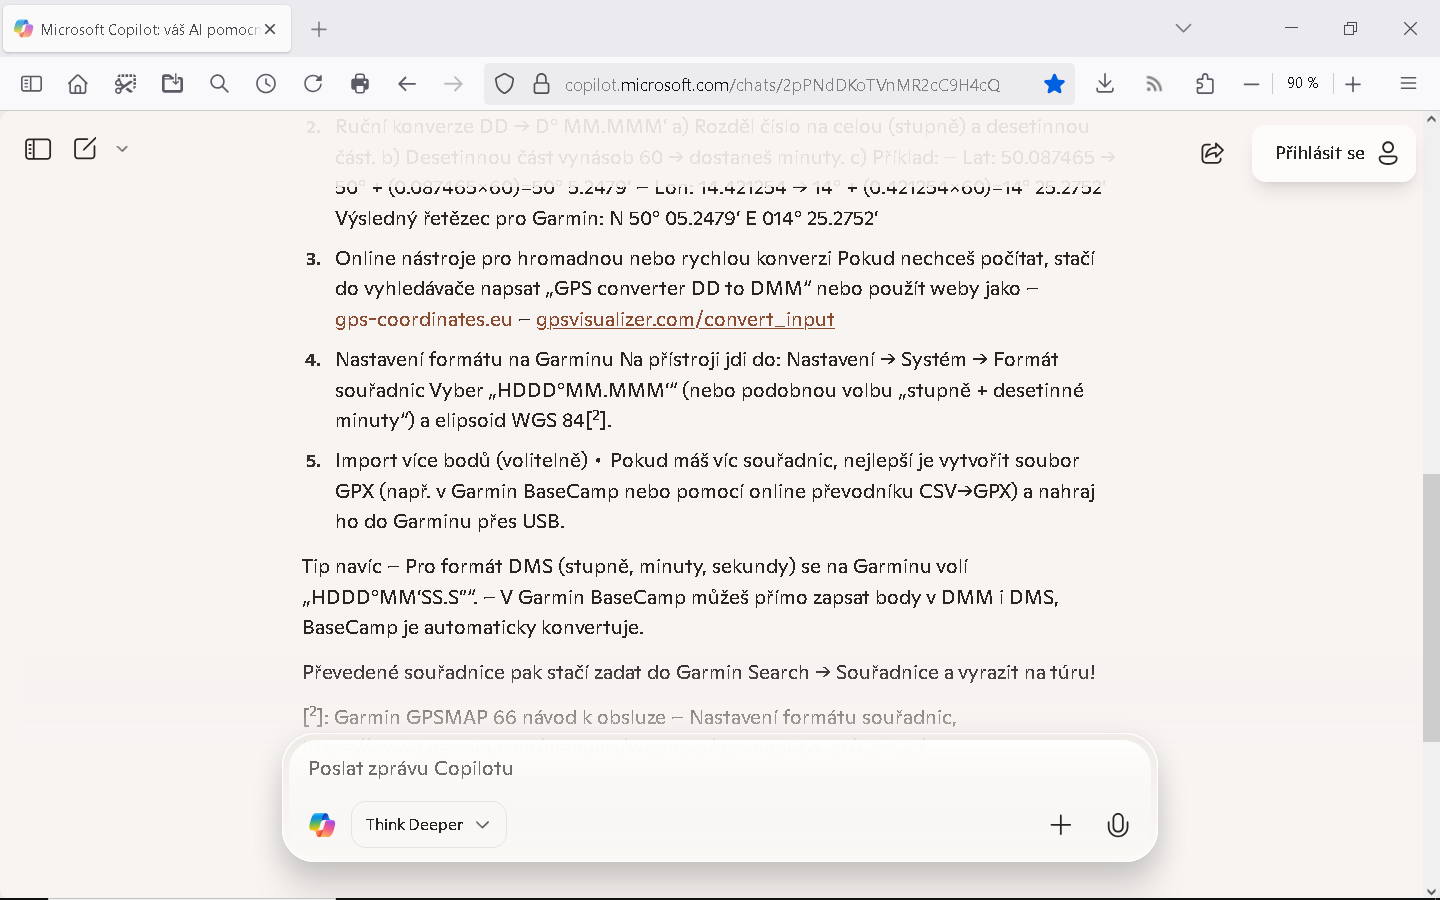 Microsoft Copilot: váš AI pomocn
copilot.microsoft.com/chats/2pPNdDKoTVnMR2cC9H4cQ
90 %
Přihlásit se
2. Ruční konverze DD → D° MM.MMM‘ a) Rozděl číslo na celou (stupně) a desetinnou
část. b) Desetinnou část vynásob 60 → dostaneš minuty. c) Příklad: – Lat: 50.087465 →
50° + (0.087465×60)=50° 5.2479‘ – Lon: 14.421254 → 14° + (0.421254×60)=14° 25.2752‘
Výsledný řetězec pro Garmin: N 50° 05.2479‘ E 014° 25.2752‘
3. Online nástroje pro hromadnou nebo rychlou konverzi Pokud nechceš počítat, stačí
do vyhledávače napsat „GPS converter DD to DMM“ nebo použít weby jako –
gps-coordinates.eu – gpsvisualizer.com/convert_input
4. Nastavení formátu na Garminu Na přístroji jdi do: Nastavení → Systém → Formát
souřadnic Vyber „HDDD°MM.MMM‘“ (nebo podobnou volbu „stupně + desetinné
minuty“) a elipsoid WGS 84[²].
5. Import více bodů (volitelně) • Pokud máš víc souřadnic, nejlepší je vytvořit soubor
GPX (např. v Garmin BaseCamp nebo pomocí online převodníku CSV→GPX) a nahraj
ho do Garminu přes USB.
Tip navíc – Pro formát DMS (stupně, minuty, sekundy) se na Garminu volí
„HDDD°MM‘SS.S““. – V Garmin BaseCamp můžeš přímo zapsat body v DMM i DMS,
BaseCamp je automaticky konvertuje.
Převedené souřadnice pak stačí zadat do Garmin Search → Souřadnice a vyrazit na túru!
[²]: Garmin GPSMAP 66 návod k obsluze – Nastavení formátu souřadnic,
Poslat zprávu Copilotu
Think Deeper